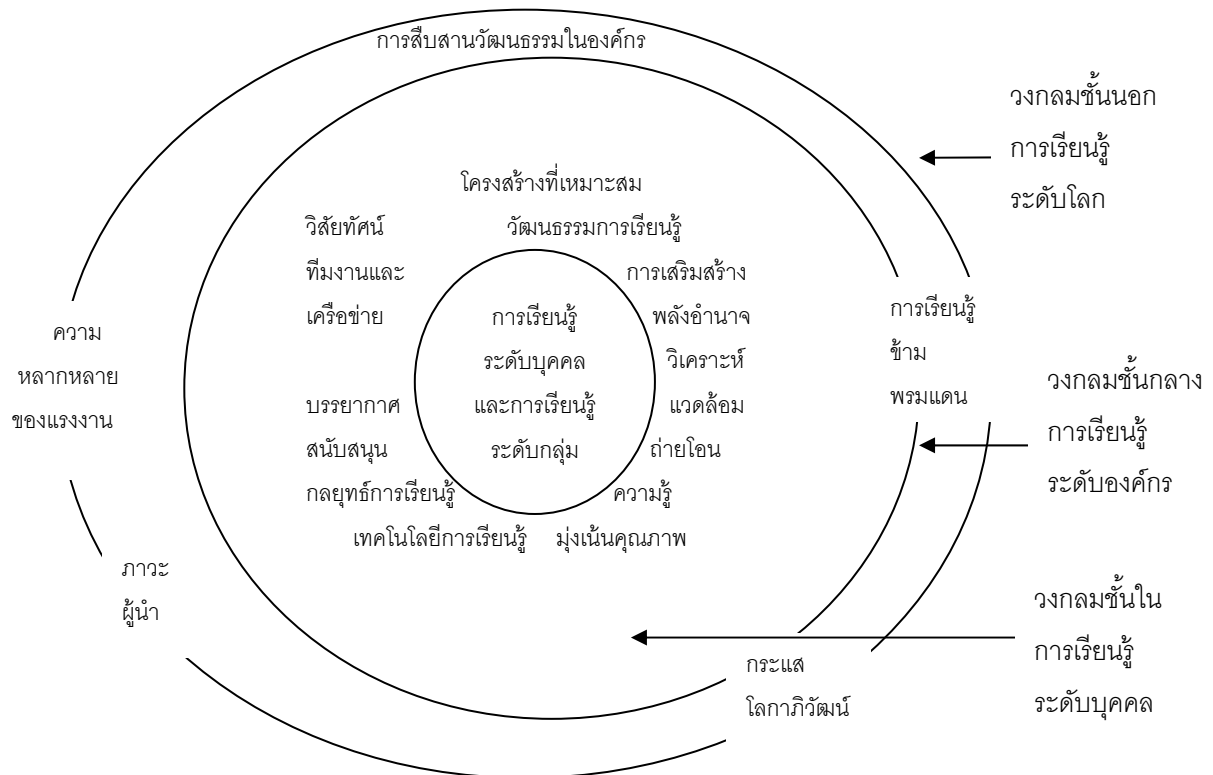 การสืบสานวัฒนธรรมในองค์กร
วงกลมชั้นนอก
การเรียนรู้
ระดับโลก
โครงสร้างที่เหมาะสม
วิสัยทัศน์
วัฒนธรรมการเรียนรู้
ทีมงานและ
เครือข่าย
การเสริมสร้าง
พลังอำนาจ
วิเคราะห์
แวดล้อม
ถ่ายโอน
ความรู้
การเรียนรู้
ระดับบุคคล
และการเรียนรู้
ระดับกลุ่ม
บรรยากาศ
สนับสนุน
กลยุทธ์การเรียนรู้
เทคโนโลยีการเรียนรู้
มุ่งเน้นคุณภาพ
ความ
หลากหลาย
ของแรงงาน
การเรียนรู้
ข้าม
พรมแดน
วงกลมชั้นกลาง
การเรียนรู้
ระดับองค์กร
ภาวะ
ผู้นำ
กระแส
โลกาภิวัฒน์
วงกลมชั้นใน
การเรียนรู้
ระดับบุคคล